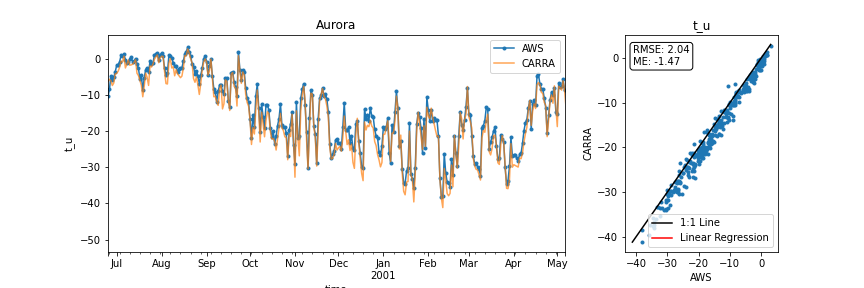 Aurora
t_u
0
−10
−20
−30
−40
−50
AWS
CARRA
Jul
Aug
Sep
Oct
Nov
Dec
Jan
2001
Feb
Mar
Apr
May
time
t_u
CARRA
0
−10
−20
−30
−40
RMSE: 2.04
ME: -1.47
1:1 Line
Linear Regression
−40
−30
−20
−10
0
AWS